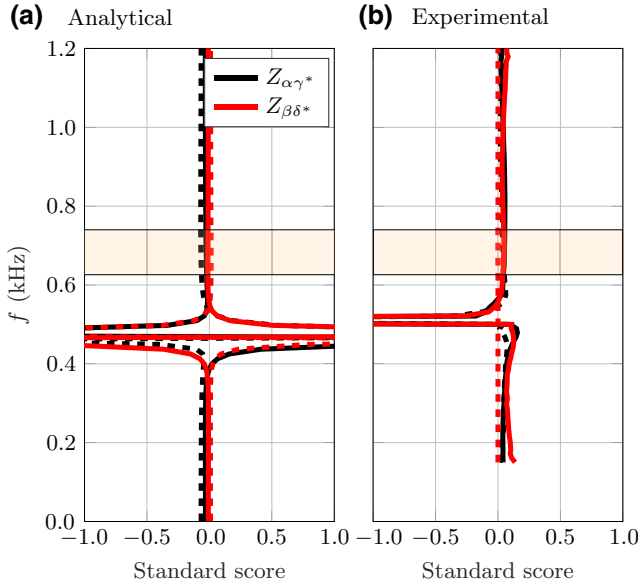 (a) Analytical
(b) Experimental
1.2
1.0
0.8
0.6
0.4
0.2
0.0
f (kHz)
Z_{αγ*}
Z_{βδ*}
−1.0 −0.5 0.0 0.5 1.0
−1.0 −0.5 0.0 0.5 1.0
Standard score
Standard score